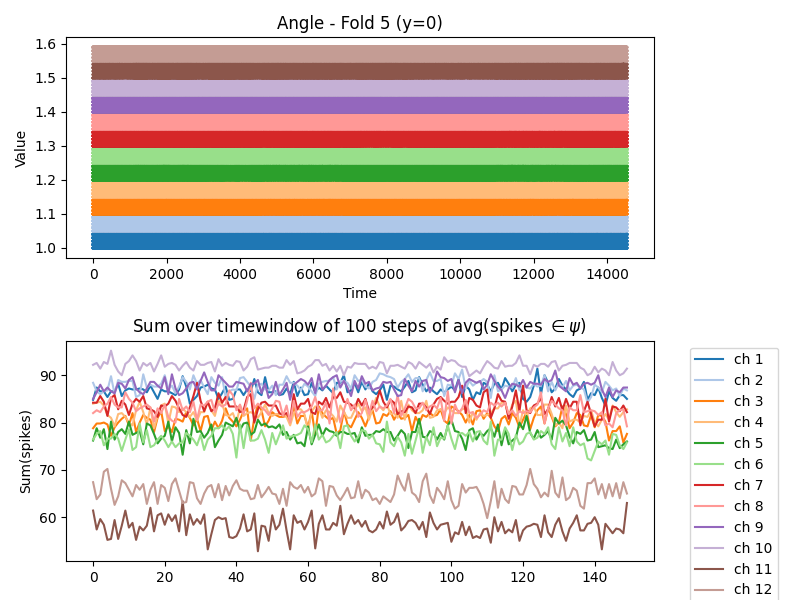 Angle - Fold 5 (y=0)
1.6
1.5
1.4
1.3
1.2
1.1
1.0
Value
0 2000 4000 6000 8000 10000 12000 14000
Time
Sum over timewindow of 100 steps of avg(spikes ∈ ψ)
90
80
70
60
Sum(spikes)
0 20 40 60 80 100 120 140
ch 1
ch 2
ch 3
ch 4
ch 5
ch 6
ch 7
ch 8
ch 9
ch 10
ch 11
ch 12